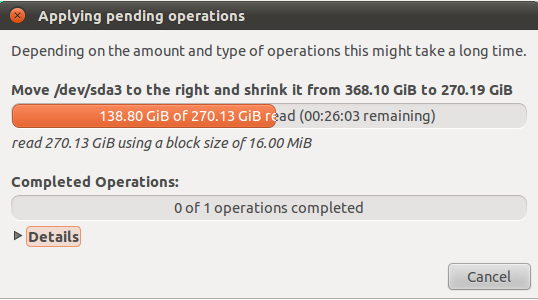 Applying pending operations
Depending on the amount and type of operations this might take a long time.
Move /dev/sda3 to the right and shrink it from 368.10 GiB to 270.19 GiB
138.80 GiB of 270.13 GiB read (00:26:03 remaining)
read 270.13 GiB using a block size of 16.00 MiB
Completed Operations:
0 of 1 operations completed
Details
Cancel